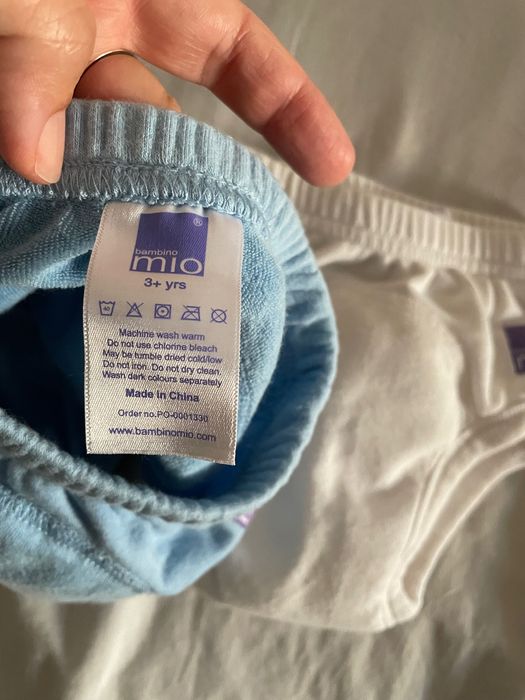 bambino
mio®
3+ yrs
40
Machine wash warm
Do not use chlorine bleach
May be tumble dried cold/low
Do not iron. Do not dry clean.
Wash dark colours separately
Made in China
Order no.PO-0001330
www.bambinomio.com